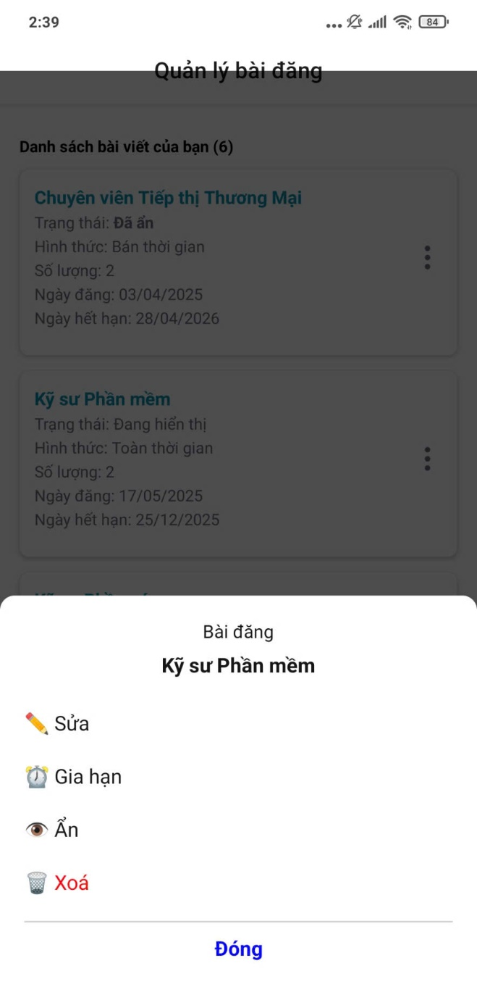 2:39
84
Quản lý bài đăng
Danh sách bài viết của bạn (6)
Chuyên viên Tiếp thị Thương Mại
Trạng thái: Đã ẩn
Hình thức: Bán thời gian
Số lượng: 2
Ngày đăng: 03/04/2025
Ngày hết hạn: 28/04/2026
Kỹ sư Phần mềm
Trạng thái: Đang hiển thị
Hình thức: Toàn thời gian
Số lượng: 2
Ngày đăng: 17/05/2025
Ngày hết hạn: 25/12/2025
Bài đăng
Kỹ sư Phần mềm
Sửa
Gia hạn
Ẩn
Xoá
Đóng